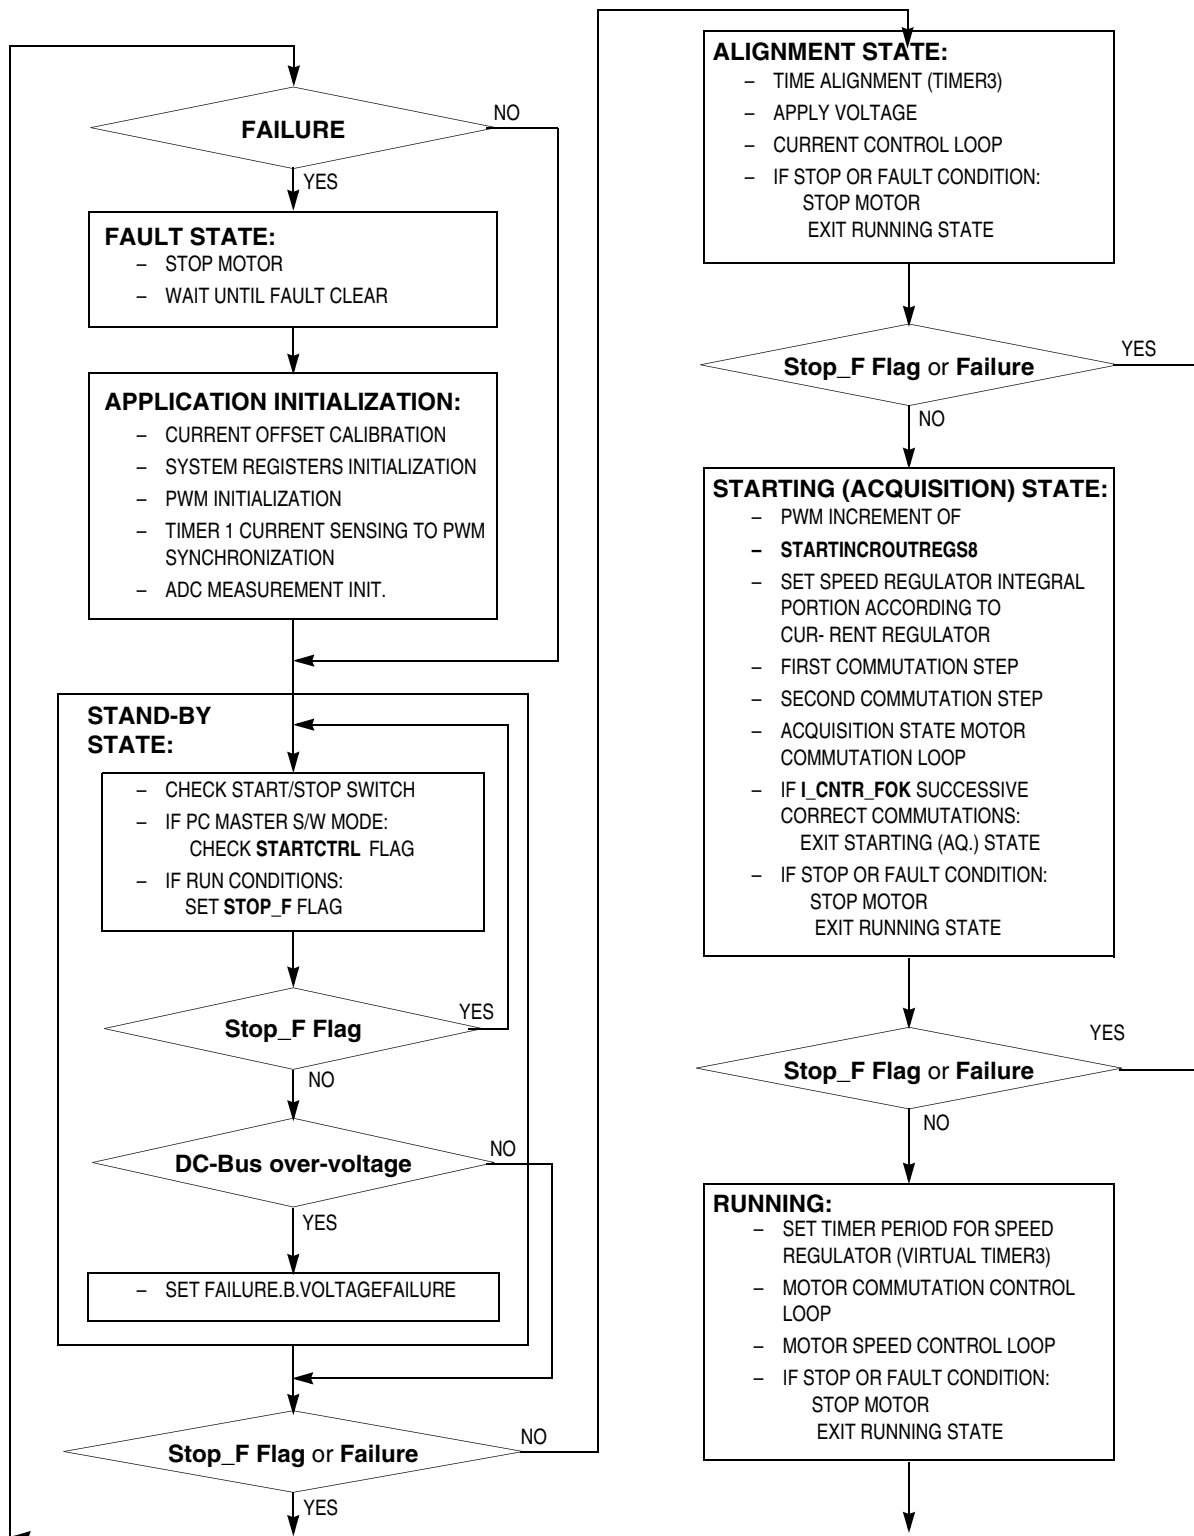 FAILURE
NO
YES
FAULT STATE:
– STOP MOTOR
– WAIT UNTIL FAULT CLEAR
APPLICATION INITIALIZATION:
– CURRENT OFFSET CALIBRATION
– SYSTEM REGISTERS INITIALIZATION
– PWM INITIALIZATION
– TIMER 1 CURRENT SENSING TO PWM
SYNCHRONIZATION
– ADC MEASUREMENT INIT.
STAND-BY
STATE:
– CHECK START/STOP SWITCH
– IF PC MASTER S/W MODE:
CHECK STARTCTRL FLAG
– IF RUN CONDITIONS:
SET STOP_F FLAG
Stop_F Flag
YES
NO
DC-Bus over-voltage
NO
YES
– SET FAILURE.B.VOLTAGEFAILURE
Stop_F Flag or Failure
NO
YES
ALIGNMENT STATE:
– TIME ALIGNMENT (TIMER3)
– APPLY VOLTAGE
– CURRENT CONTROL LOOP
– IF STOP OR FAULT CONDITION:
STOP MOTOR
EXIT RUNNING STATE
Stop_F Flag or Failure
YES
NO
STARTING (ACQUISITION) STATE:
– PWM INCREMENT OF
– STARTINCROUTREGS8
– SET SPEED REGULATOR INTEGRAL
PORTION ACCORDING TO
CUR- RENT REGULATOR
– FIRST COMMUTATION STEP
– SECOND COMMUTATION STEP
– ACQUISITION STATE MOTOR
COMMUTATION LOOP
– IF I_CNTR_FOK SUCCESSIVE
CORRECT COMMUTATIONS:
EXIT STARTING (AQ.) STATE
– IF STOP OR FAULT CONDITION:
STOP MOTOR
EXIT RUNNING STATE
Stop_F Flag or Failure
YES
NO
RUNNING:
– SET TIMER PERIOD FOR SPEED
REGULATOR (VIRTUAL TIMER3)
– MOTOR COMMUTATION CONTROL
LOOP
– MOTOR SPEED CONTROL LOOP
– IF STOP OR FAULT CONDITION:
STOP MOTOR
EXIT RUNNING STATE